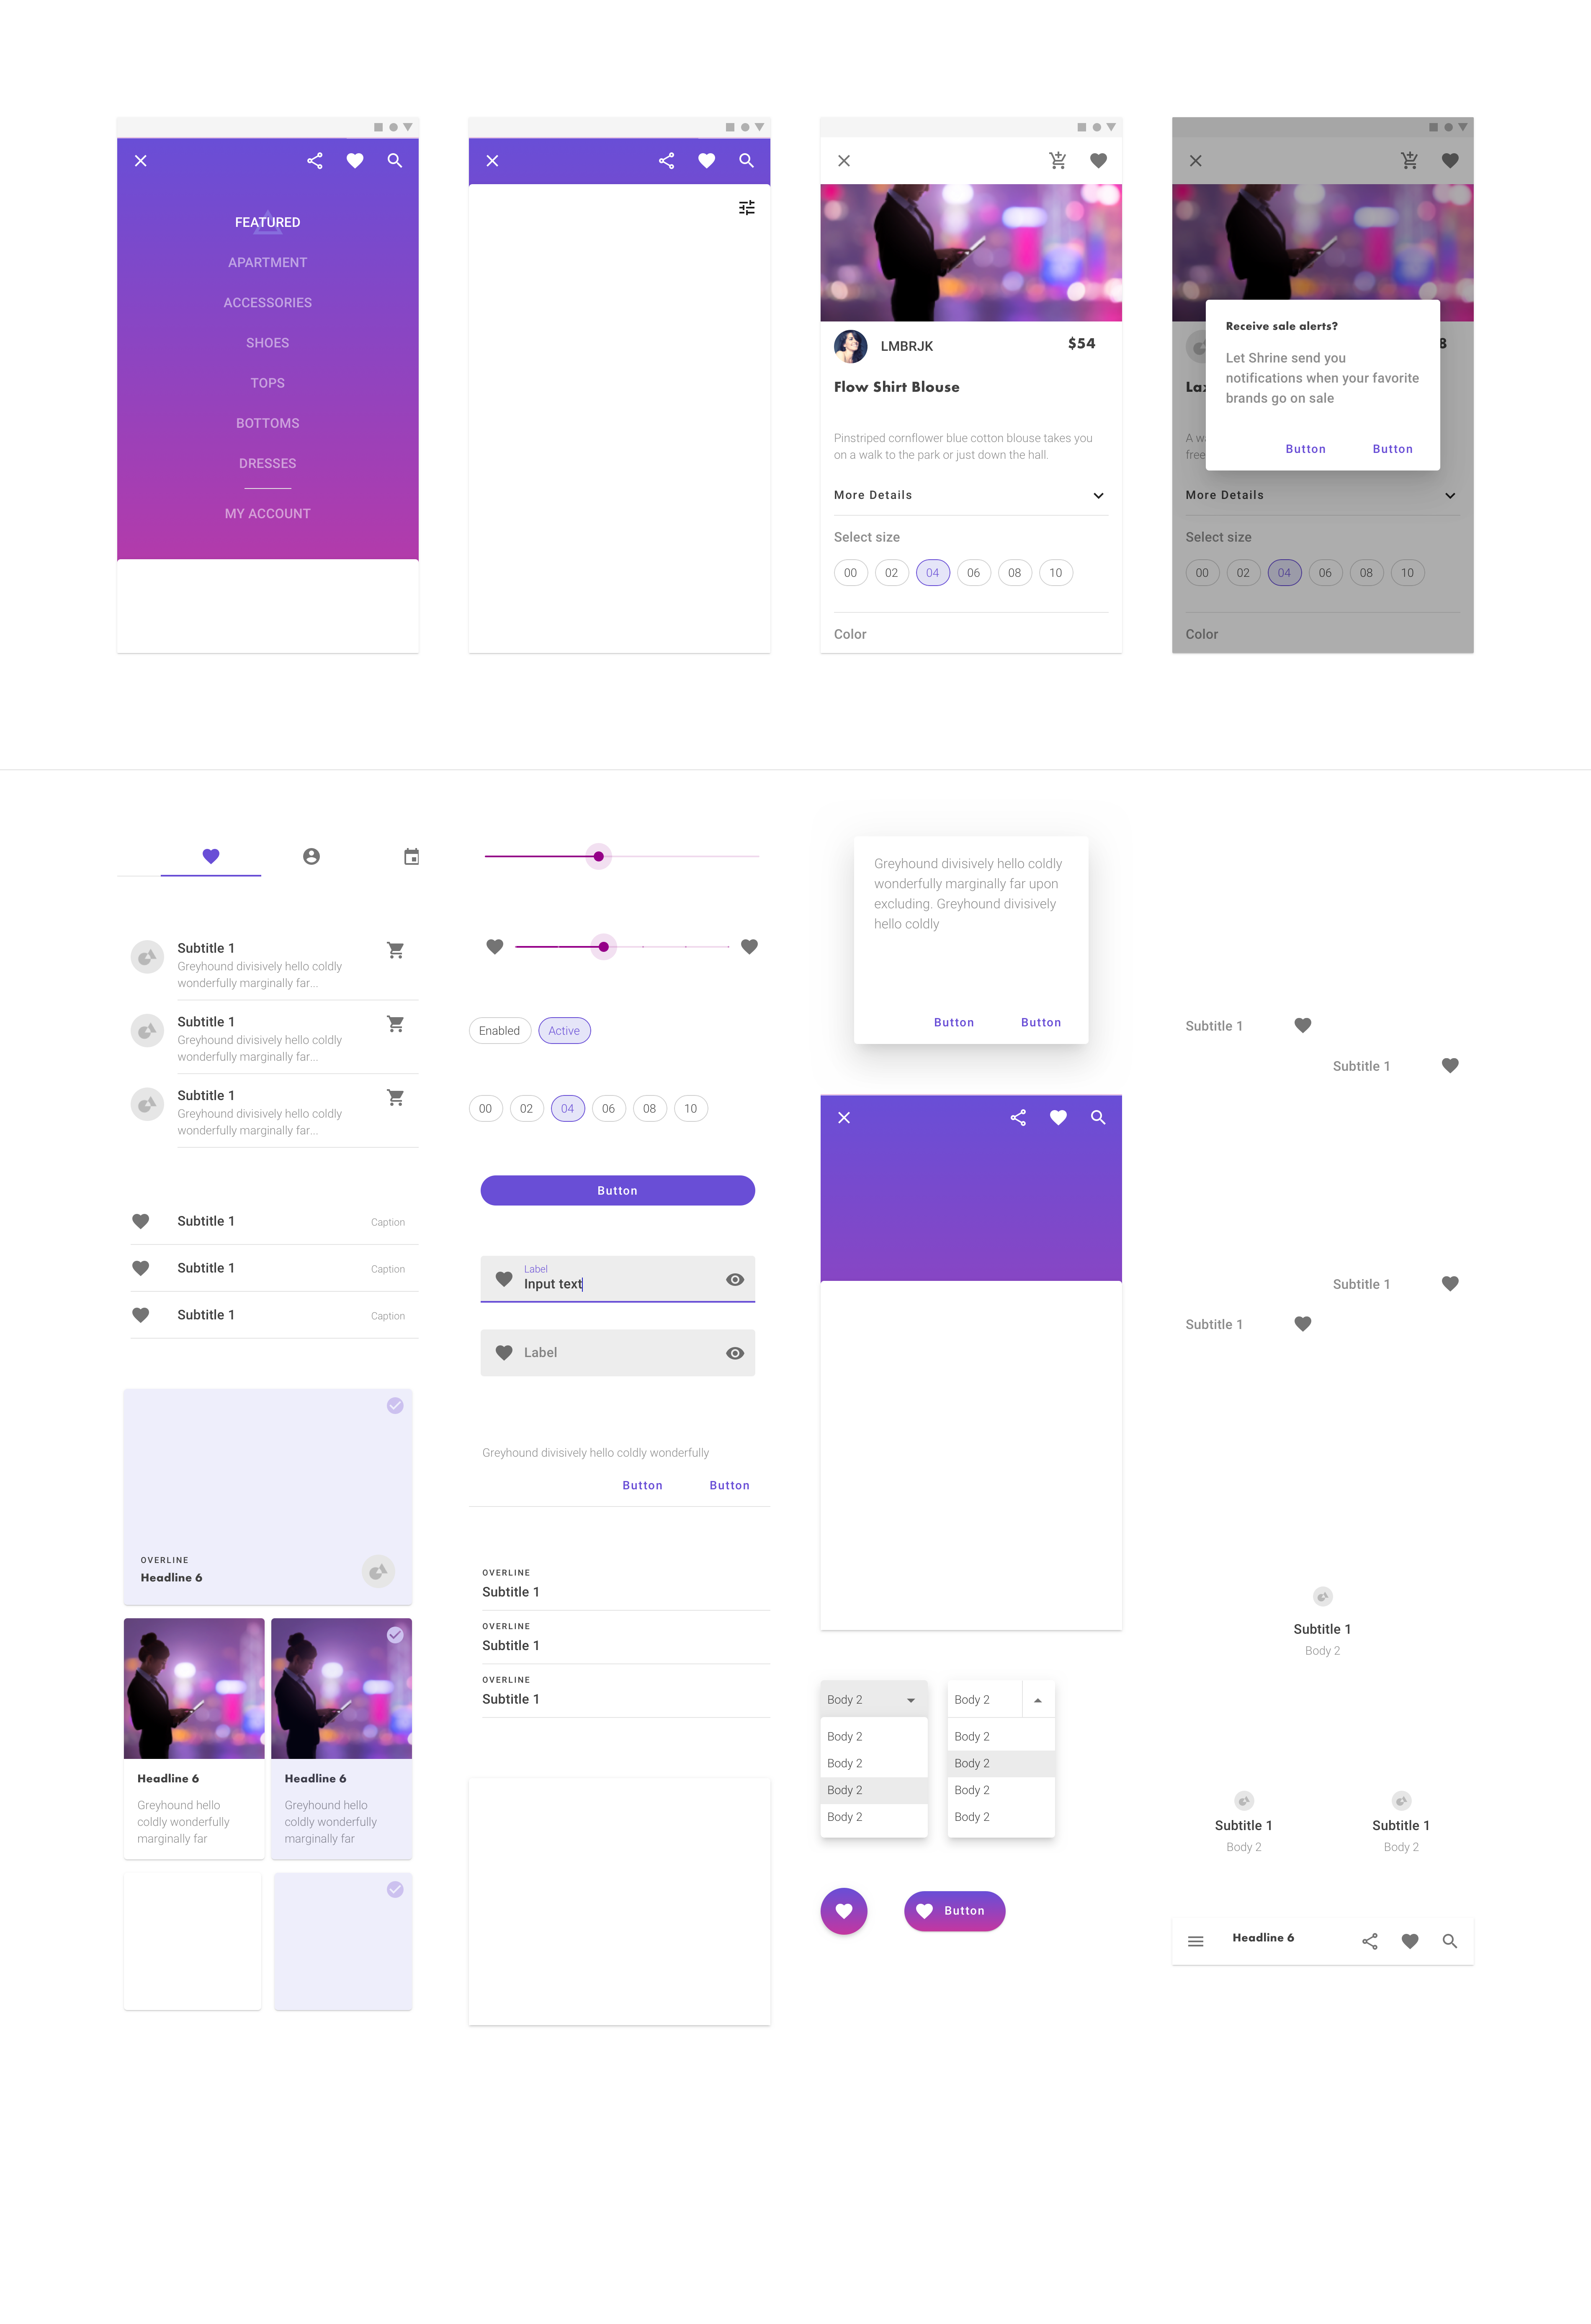 FEATURED
APARTMENT
ACCESSORIES
SHOES
TOPS
BOTTOMS
DRESSES
MY ACCOUNT
LMBRJK
$54
Flow Shirt Blouse
Pinstriped cornflower blue cotton blouse takes you
on a walk to the park or just down the hall.
More Details
Select size
00
02
04
06
08
10
Color
8
Receive sale alerts?
Let Shrine send you
notifications when your favorite
brands go on sale
Button
Button
More Details
Select size
00
02
04
06
08
10
Color
Subtitle 1
Greyhound divisively hello coldly
wonderfully marginally far...
Subtitle 1
Greyhound divisively hello coldly
wonderfully marginally far...
Subtitle 1
Greyhound divisively hello coldly
wonderfully marginally far...
Subtitle 1
Caption
Subtitle 1
Caption
Subtitle 1
Caption
OVERLINE
Headline 6
Headline 6
Greyhound hello
coldly wonderfully
marginally far
Headline 6
Greyhound hello
coldly wonderfully
marginally far
Enabled
Active
00
02
04
06
08
10
Button
Label
Input text
Label
Greyhound divisively hello coldly wonderfully
Button
Button
OVERLINE
Subtitle 1
OVERLINE
Subtitle 1
OVERLINE
Subtitle 1
Greyhound divisively hello coldly
wonderfully marginally far upon
excluding. Greyhound divisively
hello coldly
Button
Button
Body 2
Body 2
Body 2
Body 2
Body 2
Body 2
Body 2
Body 2
Body 2
Body 2
Button
Subtitle 1
Subtitle 1
Subtitle 1
Subtitle 1
Subtitle 1
Body 2
Subtitle 1
Body 2
Subtitle 1
Body 2
Headline 6